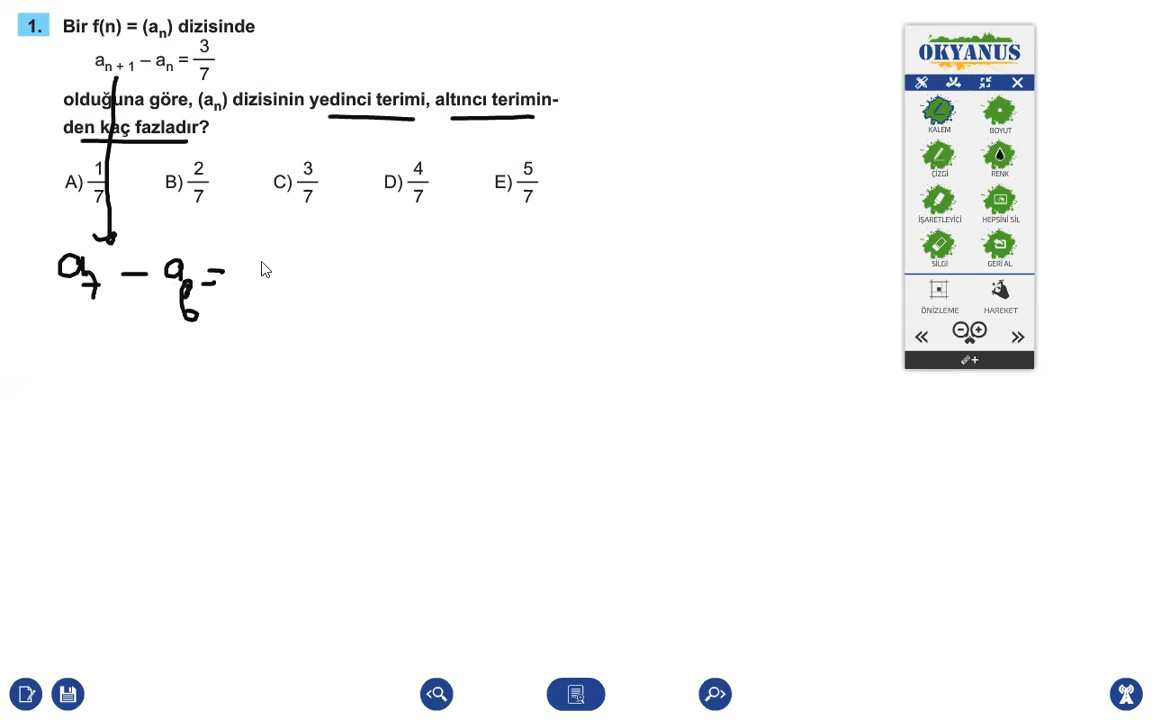 1. Bir f(n) = (aₙ) dizisinde
aₙ ₊ ₁ – aₙ = 3/7
olduğuna göre, (aₙ) dizisinin yedinci terimi, altıncı terimin-
den kaç fazladır?
A) 1/7 B) 2/7 C) 3/7 D) 4/7 E) 5/7
a₇ – a₆ =
OKYANUS
KALEM BOYUT
ÇİZGİ RENK
İŞARETLEYİCİ HEPSİNİ SİL
SİLGİ GERİ AL
ÖNİZLEME HAREKET